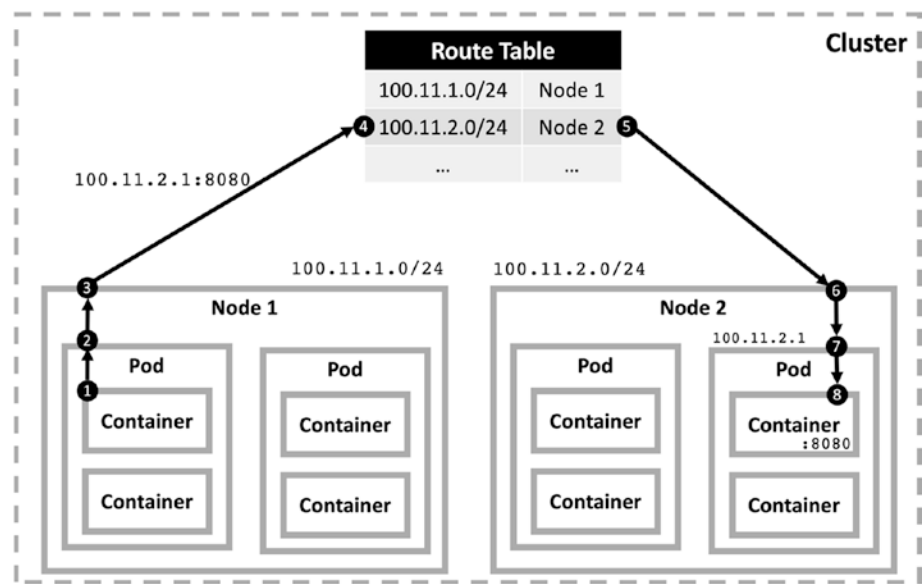 Cluster
Route Table
100.11.1.0/24 Node 1
4 100.11.2.0/24 Node 2 5
... ...
100.11.2.1:8080
100.11.1.0/24
100.11.2.0/24
3
Node 1
2
Pod
1
Container
Container
Pod
Container
Container
6
Node 2
Pod
Container
Container
100.11.2.1
7
Pod
8
Container
:8080
Container